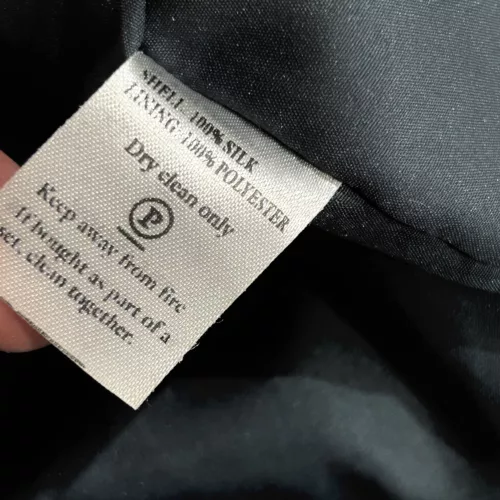 SHELL 100% SILK
LINING 100% POLYESTER
Dry clean only
P
Keep away from fire
If bought as part of a
set, clean together.